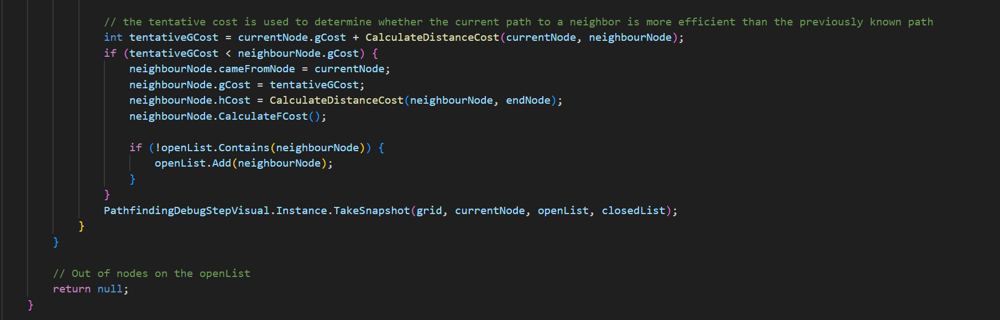 // the tentative cost is used to determine whether the current path to a neighbor is more efficient than the previously known path
int tentativeGCost = currentNode.gCost + CalculateDistanceCost(currentNode, neighbourNode);
if (tentativeGCost < neighbourNode.gCost) {
neighbourNode.cameFromNode = currentNode;
neighbourNode.gCost = tentativeGCost;
neighbourNode.hCost = CalculateDistanceCost(neighbourNode, endNode);
neighbourNode.CalculateFCost();
if (!openList.Contains(neighbourNode)) {
openList.Add(neighbourNode);
}
}
PathfindingDebugStepVisual.Instance.TakeSnapshot(grid, currentNode, openList, closedList);
}
}
// Out of nodes on the openList
return null;
}